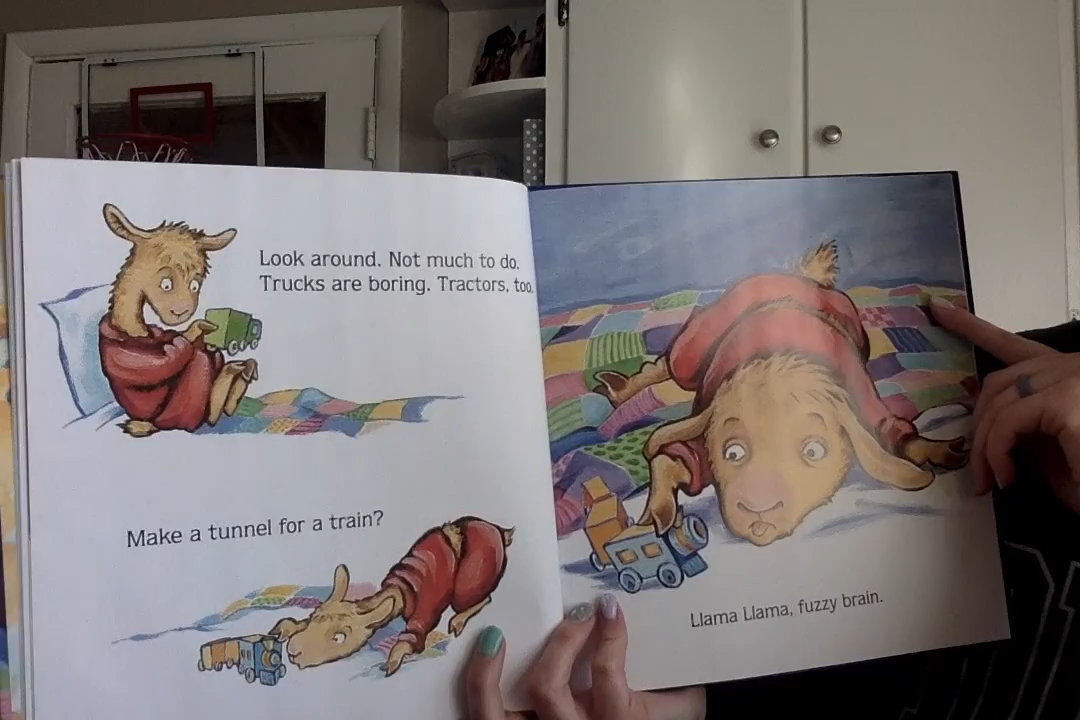 Look around. Not much to do.
Trucks are boring. Tractors, too.
Make a tunnel for a train?
Llama Llama, fuzzy brain.